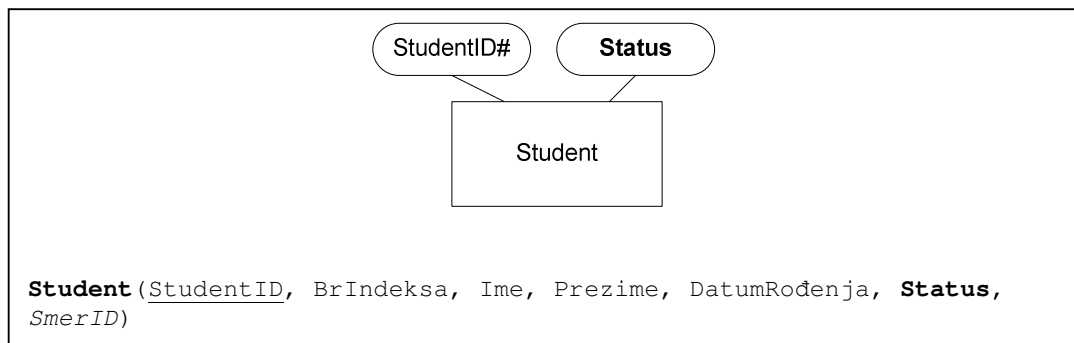 StudentID# Status
Student
Student(StudentID, BrIndeksa, Ime, Prezime, DatumRođenja, Status,
SmerID)